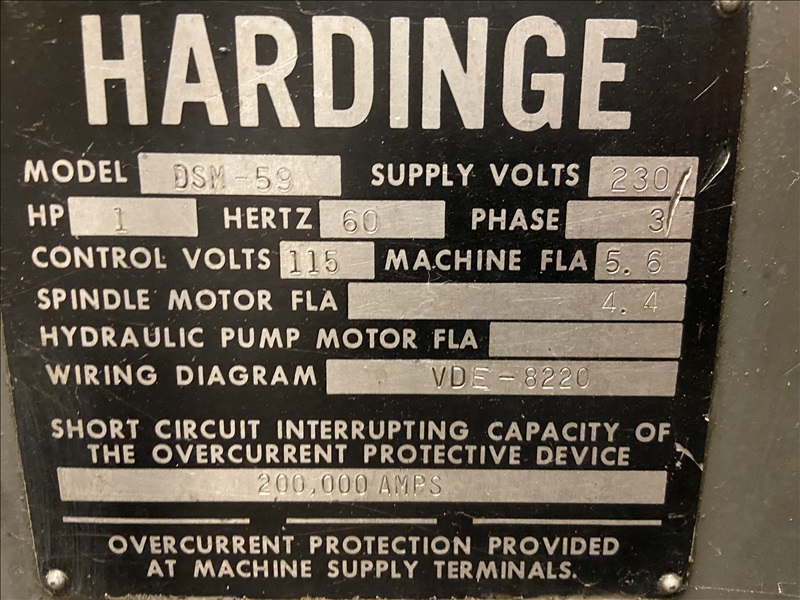 HARDINGE
MODEL DSM-59 SUPPLY VOLTS 230
HP 1 HERTZ 60 PHASE 3
CONTROL VOLTS 115 MACHINE FLA 5.6
SPINDLE MOTOR FLA 4.4
HYDRAULIC PUMP MOTOR FLA
WIRING DIAGRAM VDE-8220
SHORT CIRCUIT INTERRUPTING CAPACITY OF
THE OVERCURRENT PROTECTIVE DEVICE
200,000 AMPS
OVERCURRENT PROTECTION PROVIDED
AT MACHINE SUPPLY TERMINALS.